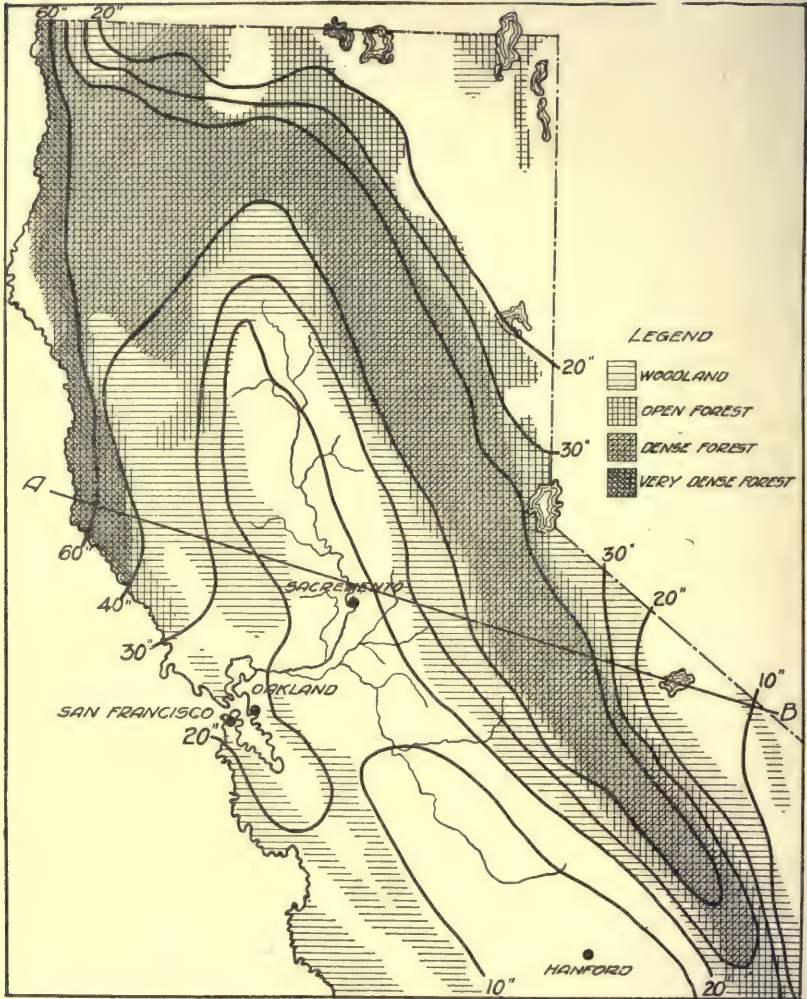 60" 20"
LEGEND
WOODLAND
OPEN FOREST
DENSE FOREST
VERY DENSE FOREST
20"
30"
A
60"
40"
30"
SACREMENTO
30"
20"
10"
B
OAKLAND
SAN FRANCISCO
20"
HANFORD
10"
20"